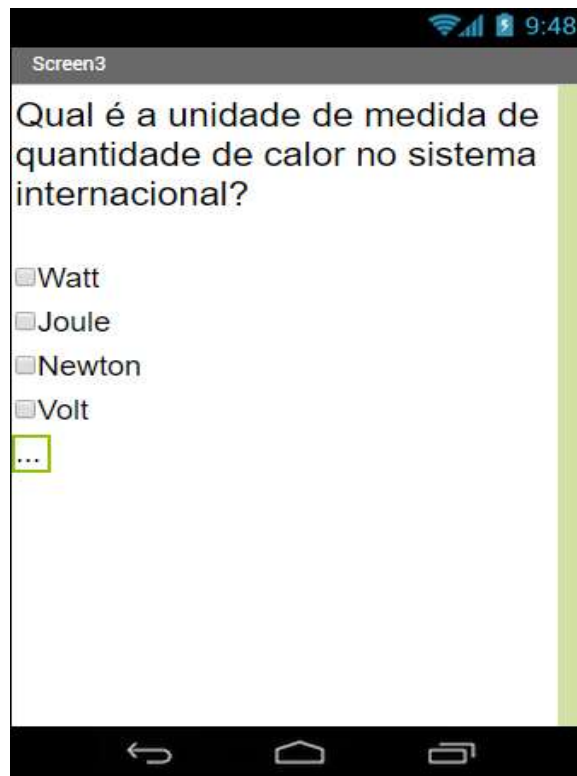 9:48
Screen3
Qual é a unidade de medida de
quantidade de calor no sistema
internacional?
Watt
Joule
Newton
Volt
...